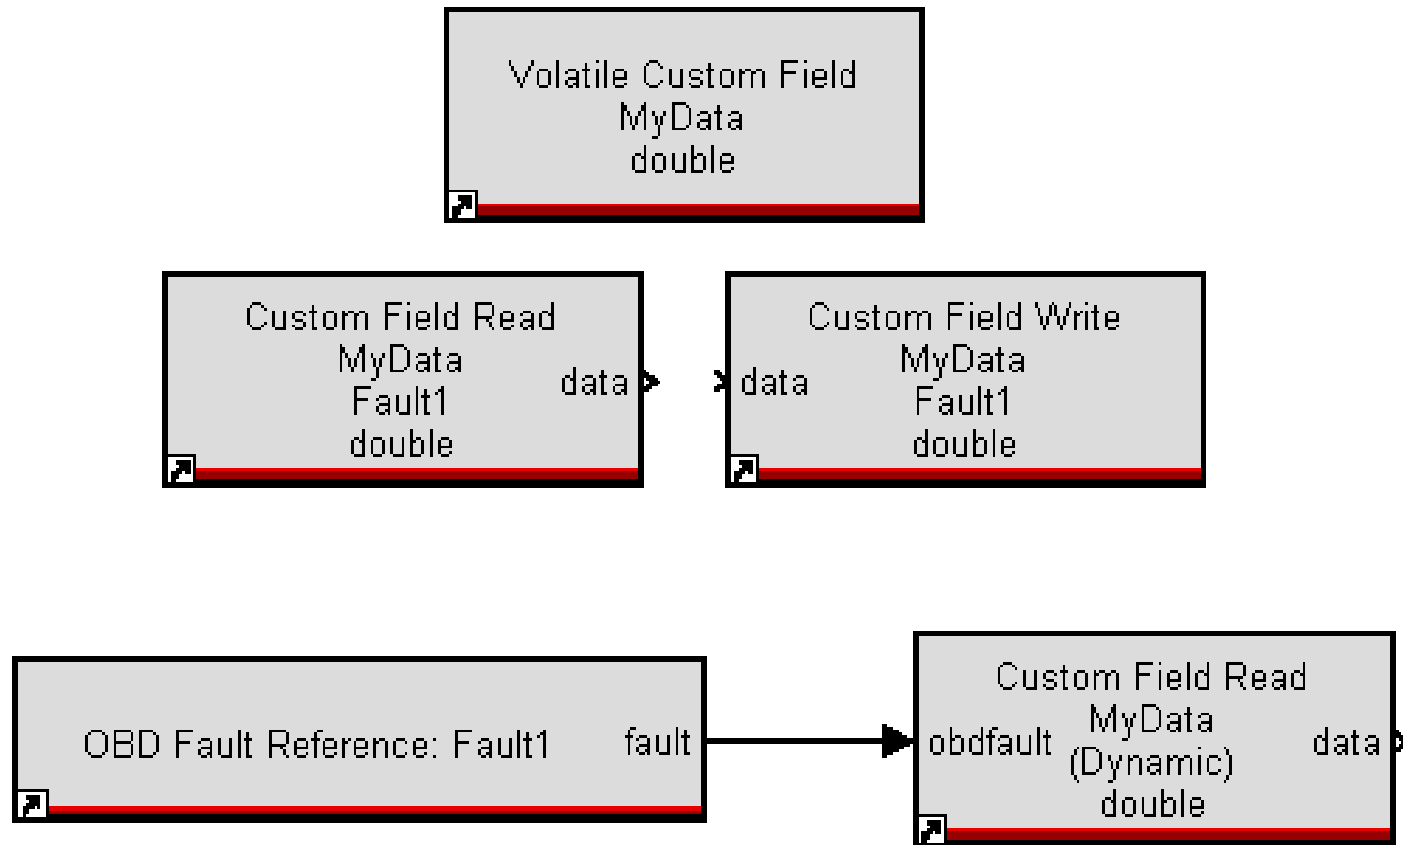 Volatile Custom Field
MyData
double
Custom Field Read
MyData
Fault1
double
data
data
Custom Field Write
MyData
Fault1
double
OBD Fault Reference: Fault1
fault
obdfault
Custom Field Read
MyData
(Dynamic)
double
data